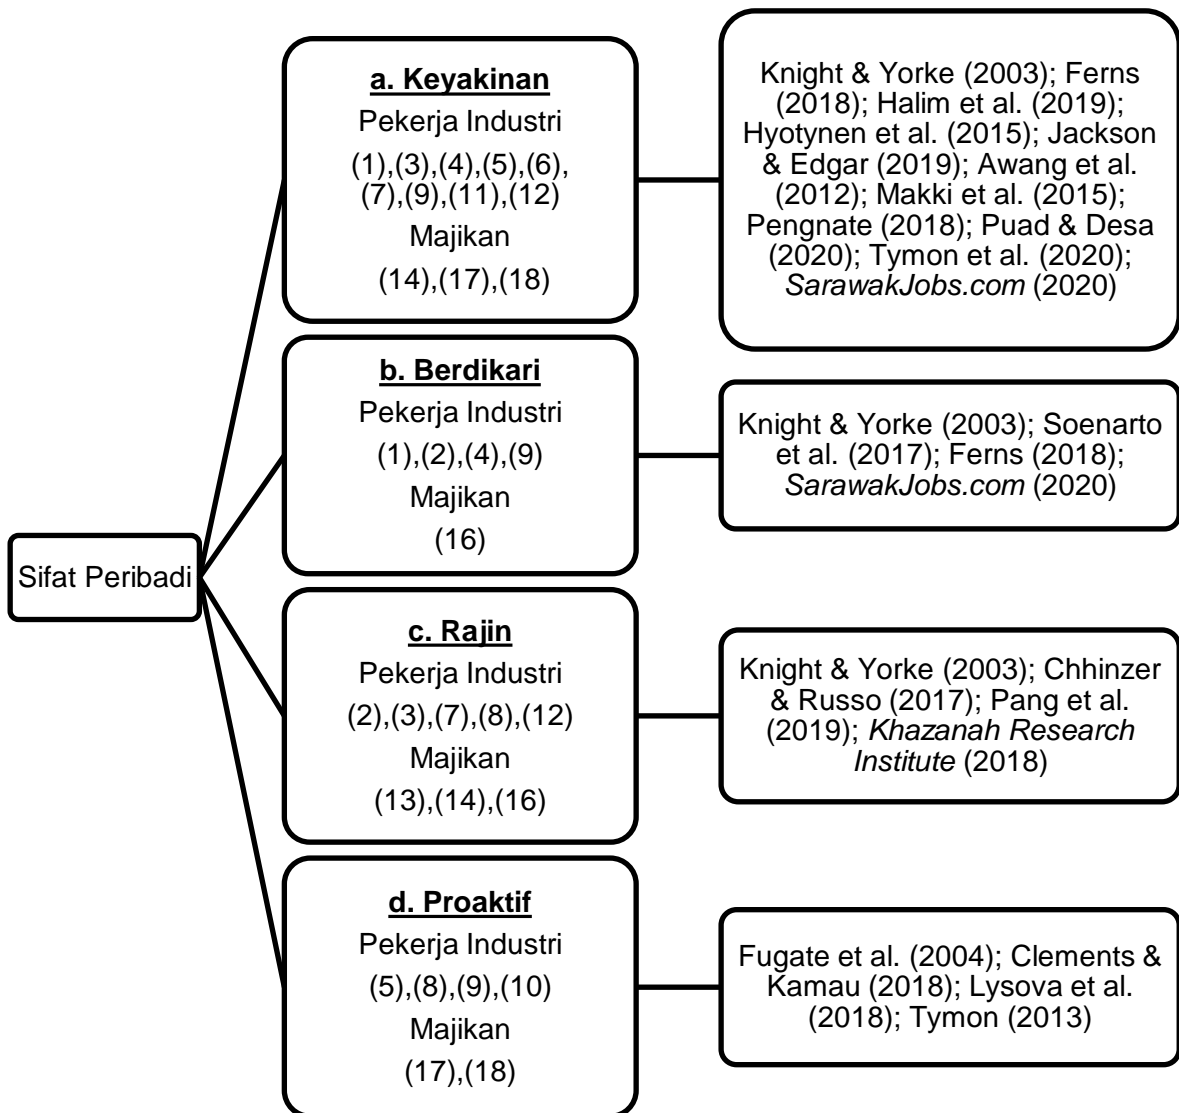 Sifat Peribadi
a. Keyakinan
Pekerja Industri
(1),(3),(4),(5),(6),
(7),(9),(11),(12)
Majikan
(14),(17),(18)
Knight & Yorke (2003); Ferns
(2018); Halim et al. (2019);
Hyotynen et al. (2015); Jackson
& Edgar (2019); Awang et al.
(2012); Makki et al. (2015);
Pengnate (2018); Puad & Desa
(2020); Tymon et al. (2020);
SarawakJobs.com (2020)
b. Berdikari
Pekerja Industri
(1),(2),(4),(9)
Majikan
(16)
Knight & Yorke (2003); Soenarto
et al. (2017); Ferns (2018);
SarawakJobs.com (2020)
c. Rajin
Pekerja Industri
(2),(3),(7),(8),(12)
Majikan
(13),(14),(16)
Knight & Yorke (2003); Chhinzer
& Russo (2017); Pang et al.
(2019); Khazanah Research
Institute (2018)
d. Proaktif
Pekerja Industri
(5),(8),(9),(10)
Majikan
(17),(18)
Fugate et al. (2004); Clements &
Kamau (2018); Lysova et al.
(2018); Tymon (2013)